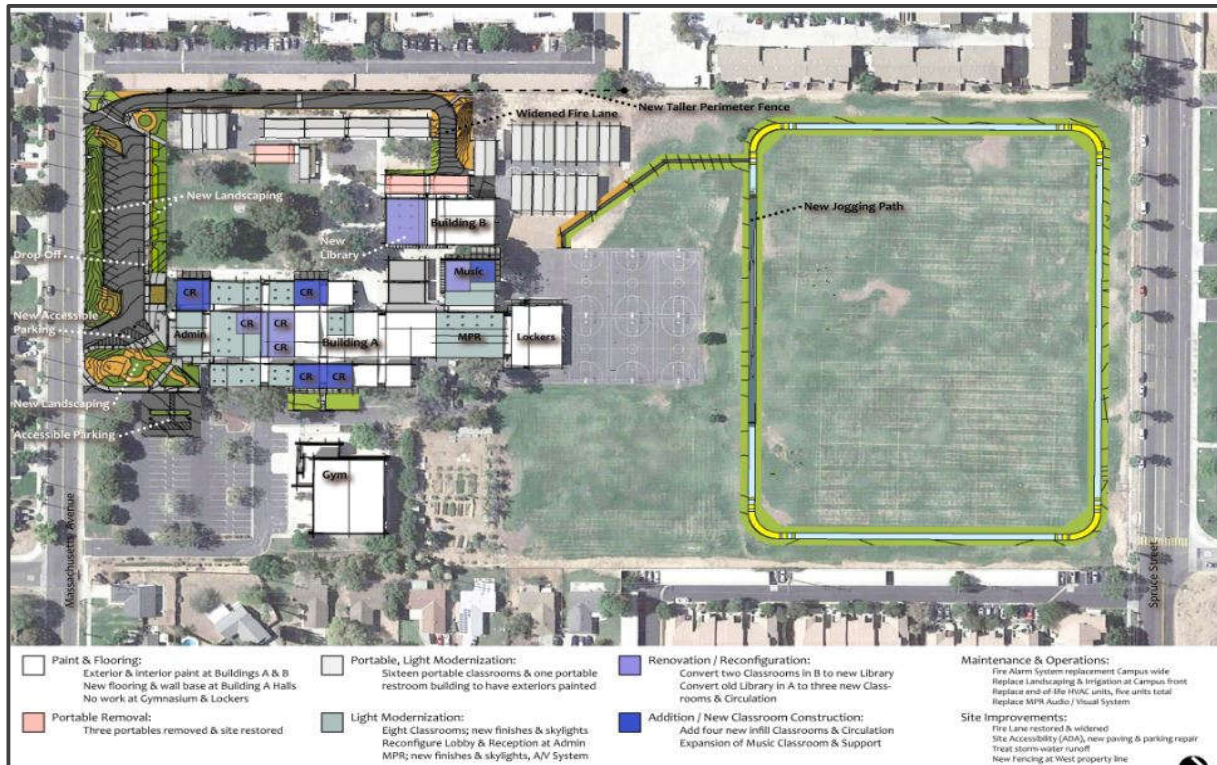 New Taller Perimeter Fence
Widened Fire Lane
New Landscaping
New Jogging Path
Building B
New
Library
Drop Off
Music
CR
CR
New Accessible
Parking
Admin
CR
CR
CR
Building A
MPR
Lockers
CR
CR
New Landscaping
Accessible Parking
Gym
Massachusetts Avenue
Spruce Street
Paint & Flooring:
Exterior & interior paint at Buildings A & B
New flooring & wall base at Building A Halls
No work at Gymnasium & Lockers
Portable Removal:
Three portables removed & site restored
Portable, Light Modernization:
Sixteen portable classrooms & one portable
restroom building to have exteriors painted
Light Modernization:
Eight Classrooms; new finishes & skylights
Reconfigure Lobby & Reception at Admin
MPR; new finishes & skylights, A/V System
Renovation / Reconfiguration:
Convert two Classrooms in B to new Library
Convert old Library in A to three new Class-
rooms & Circulation
Addition / New Classroom Construction:
Add four new infill Classrooms & Circulation
Expansion of Music Classroom & Support
Maintenance & Operations:
Fire Alarm System replacement Campus wide
Replace Landscaping & Irrigation at Campus front
Replace end-of-life HVAC units, five units total
Replace MPR Audio / Visual System
Site Improvements:
Fire Lane restored & widened
Site Accessibility (ADA), new paving & parking repair
Treat storm-water runoff
New Fencing at West property line